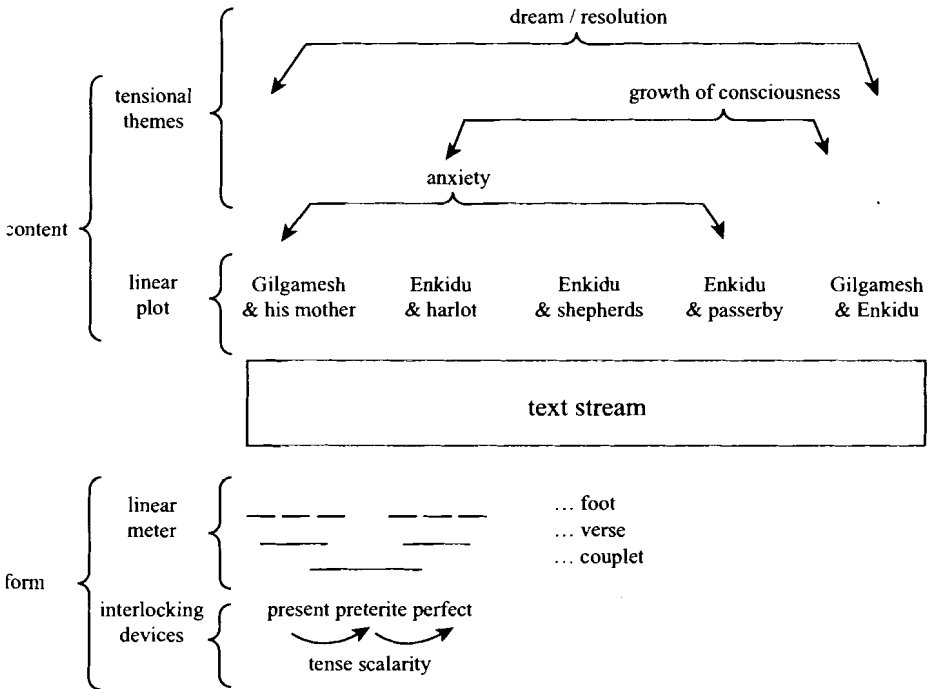 dream / resolution
tensional
themes
growth of consciousness
anxiety
content
linear
plot
Gilgamesh
& his mother
Enkidu
& harlot
Enkidu
& shepherds
Enkidu
& passerby
Gilgamesh
& Enkidu
text stream
linear
meter
... foot
... verse
... couplet
form
interlocking
devices
present preterite perfect
tense scalarity